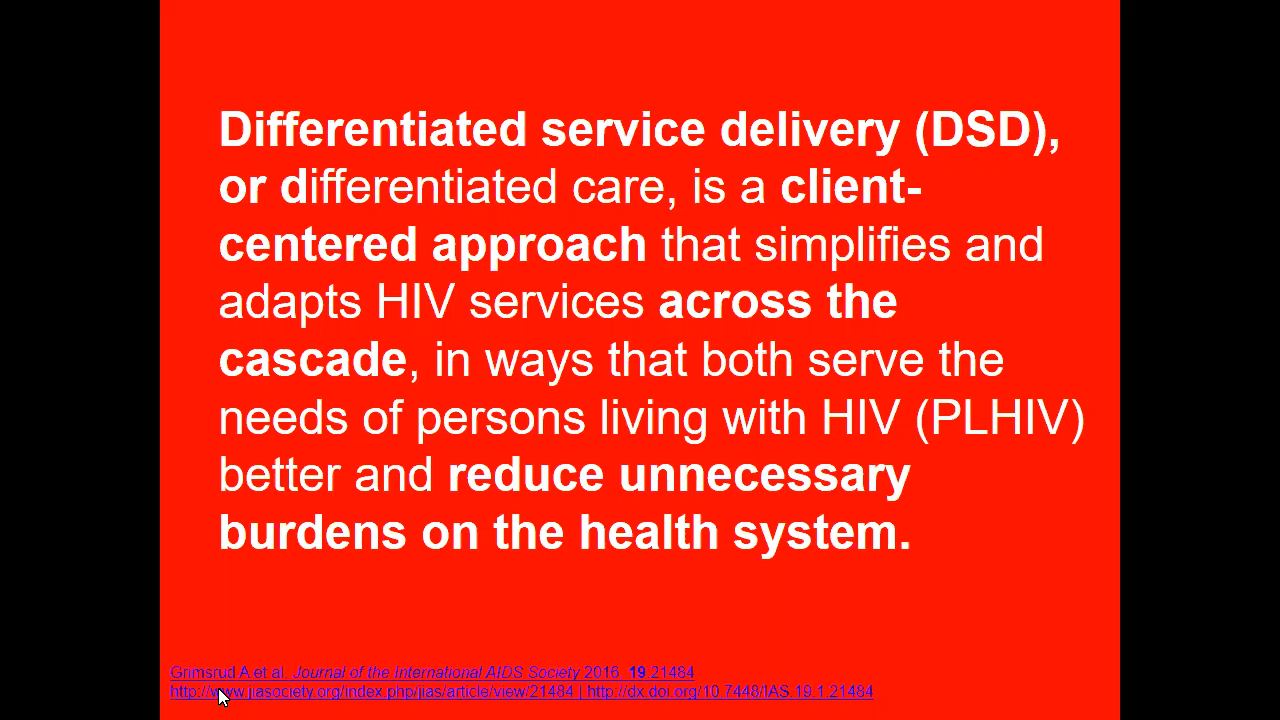 Differentiated service delivery (DSD),
or differentiated care, is a client-
centered approach that simplifies and
adapts HIV services across the
cascade, in ways that both serve the
needs of persons living with HIV (PLHIV)
better and reduce unnecessary
burdens on the health system.
Grimsrud A et al. Journal of the International AIDS Society 2016, 19:21484
http://www.jiasociety.org/index.php/jias/article/view/21484 | http://dx.doi.org/10.7448/IAS.19.1.21484